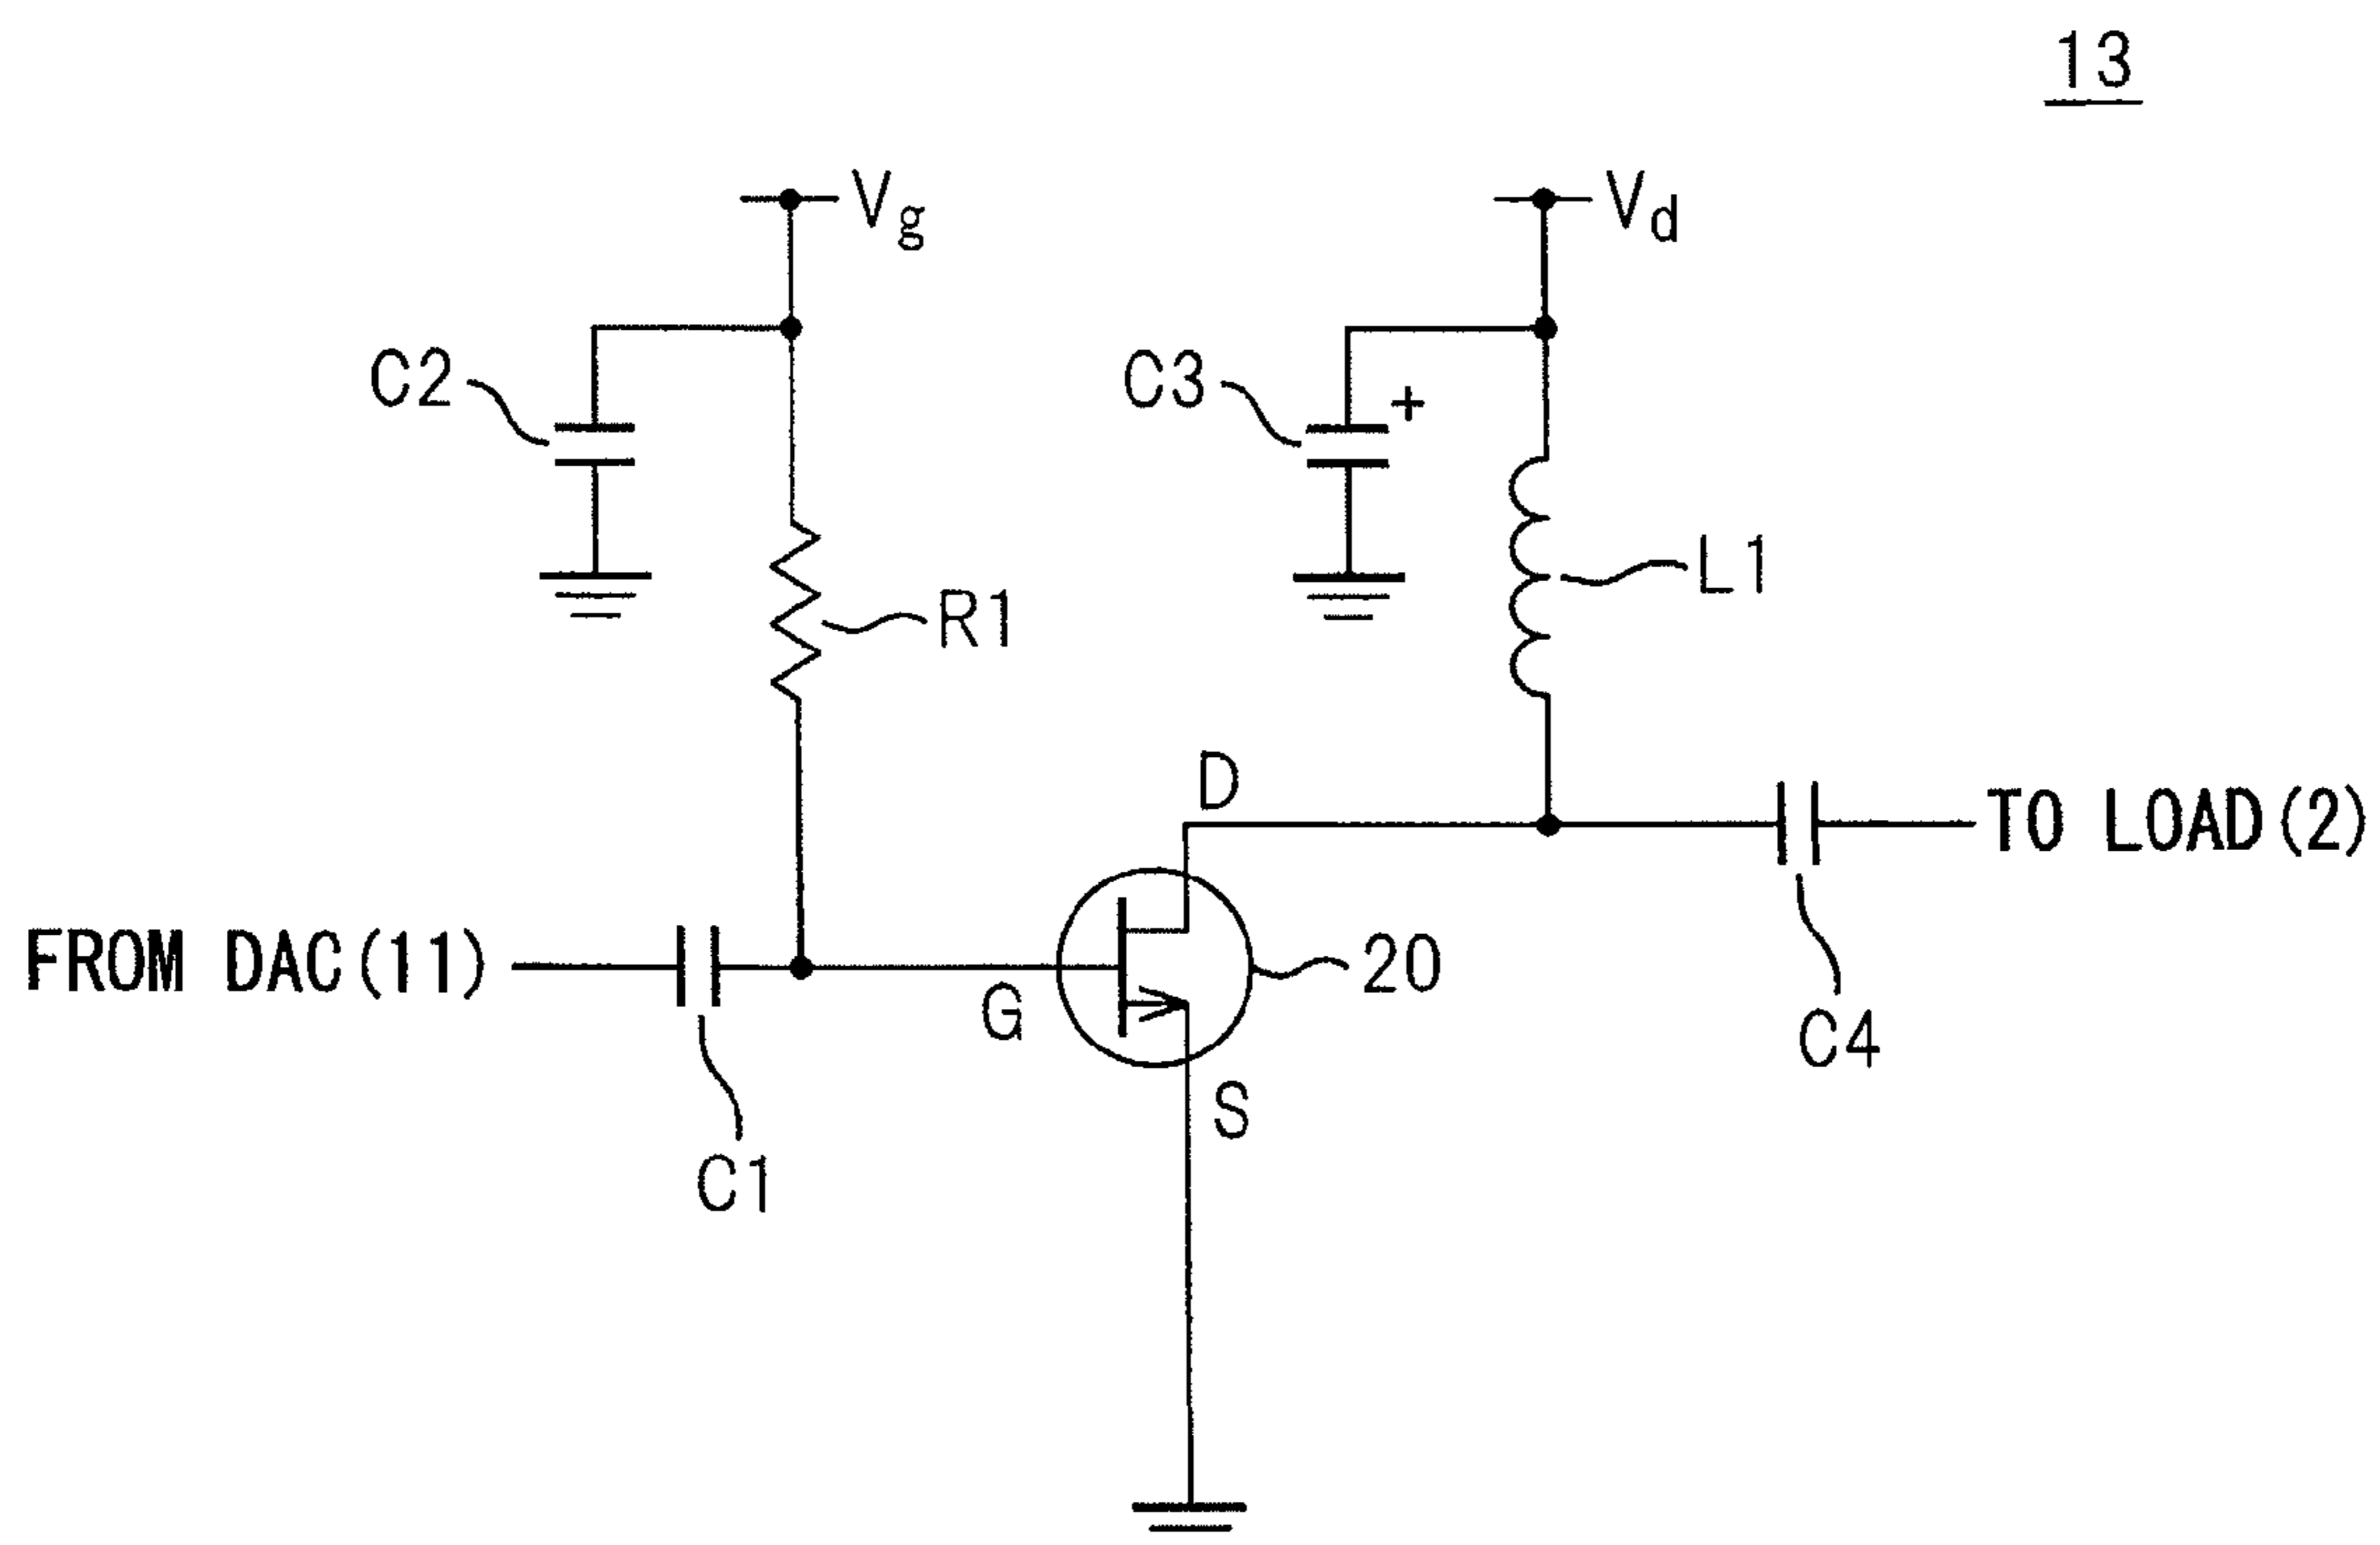 13
Vg
Vd
C2
C3
+
L1
R1
D
TO LOAD(2)
FROM DAC(11)
20
G
C4
S
C1